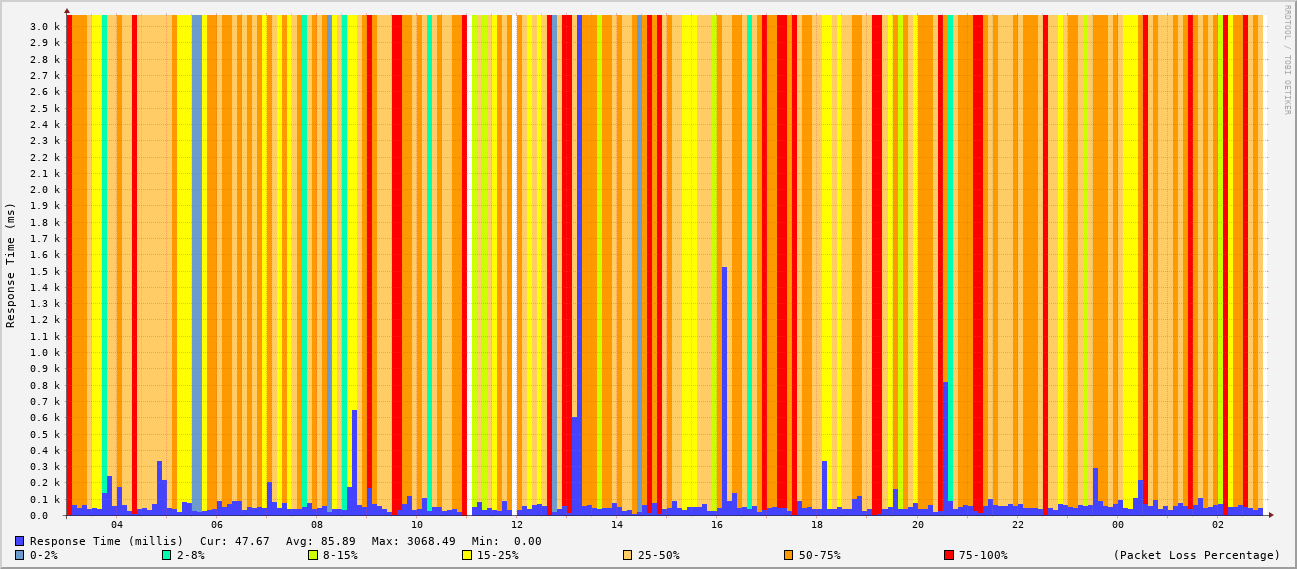 RRDTOOL / TOBI OETIKER
Response Time (ms)
3.0 k
2.9 k
2.8 k
2.7 k
2.6 k
2.5 k
2.4 k
2.3 k
2.2 k
2.1 k
2.0 k
1.9 k
1.8 k
1.7 k
1.6 k
1.5 k
1.4 k
1.3 k
1.2 k
1.1 k
1.0 k
0.9 k
0.8 k
0.7 k
0.6 k
0.5 k
0.4 k
0.3 k
0.2 k
0.1 k
0.0
04 06 08 10 12 14 16 18 20 22 00 02
Response Time (millis) Cur: 47.67 Avg: 85.89 Max: 3068.49 Min: 0.00
0-2% 2-8% 8-15% 15-25% 25-50% 50-75% 75-100% (Packet Loss Percentage)